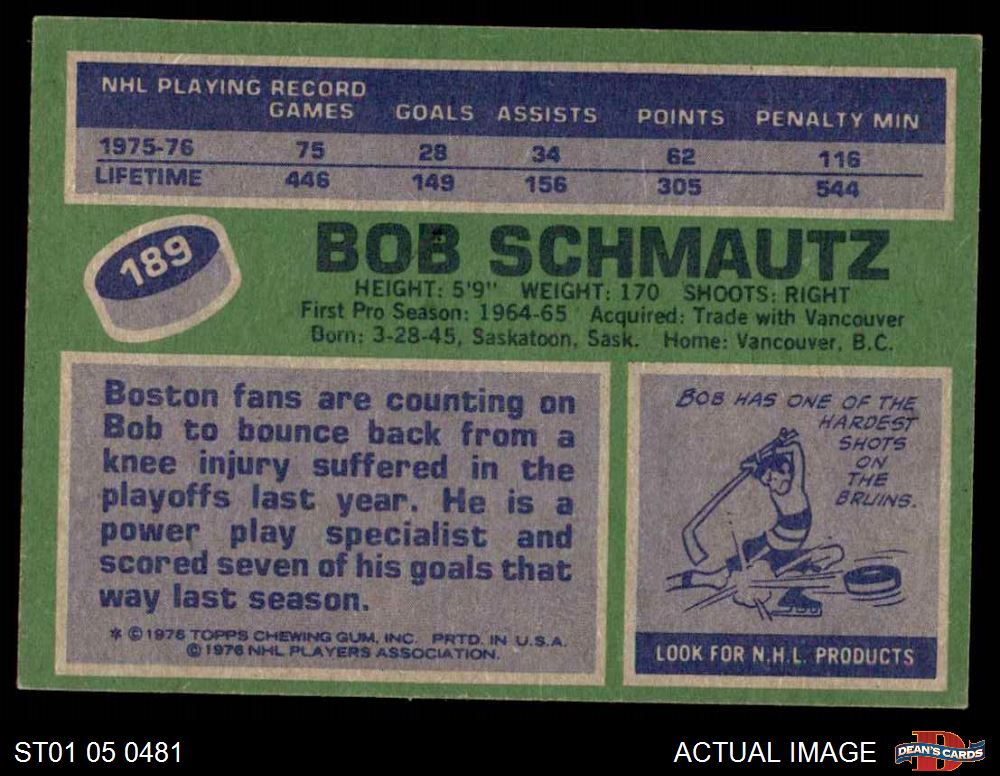 NHL PLAYING RECORD
GAMES GOALS ASSISTS POINTS PENALTY MIN
1975-76 75 28 34 62 116
LIFETIME 446 149 156 305 544
189
BOB SCHMAUTZ
HEIGHT: 5'9" WEIGHT: 170 SHOOTS: RIGHT
First Pro Season: 1964-65 Acquired: Trade with Vancouver
Born: 3-28-45, Saskatoon, Sask. Home: Vancouver, B.C.
Boston fans are counting on
Bob to bounce back from a
knee injury suffered in the
playoffs last year. He is a
power play specialist and
scored seven of his goals that
way last season.
* © 1976 TOPPS CHEWING GUM, INC. PRTD. IN U.S.A.
© 1976 NHL PLAYERS ASSOCIATION.
BOB HAS ONE OF THE
HARDEST
SHOTS
ON
THE
BRUINS.
LOOK FOR N.H.L. PRODUCTS
ST01 05 0481
ACTUAL IMAGE
DEAN'S CARDS